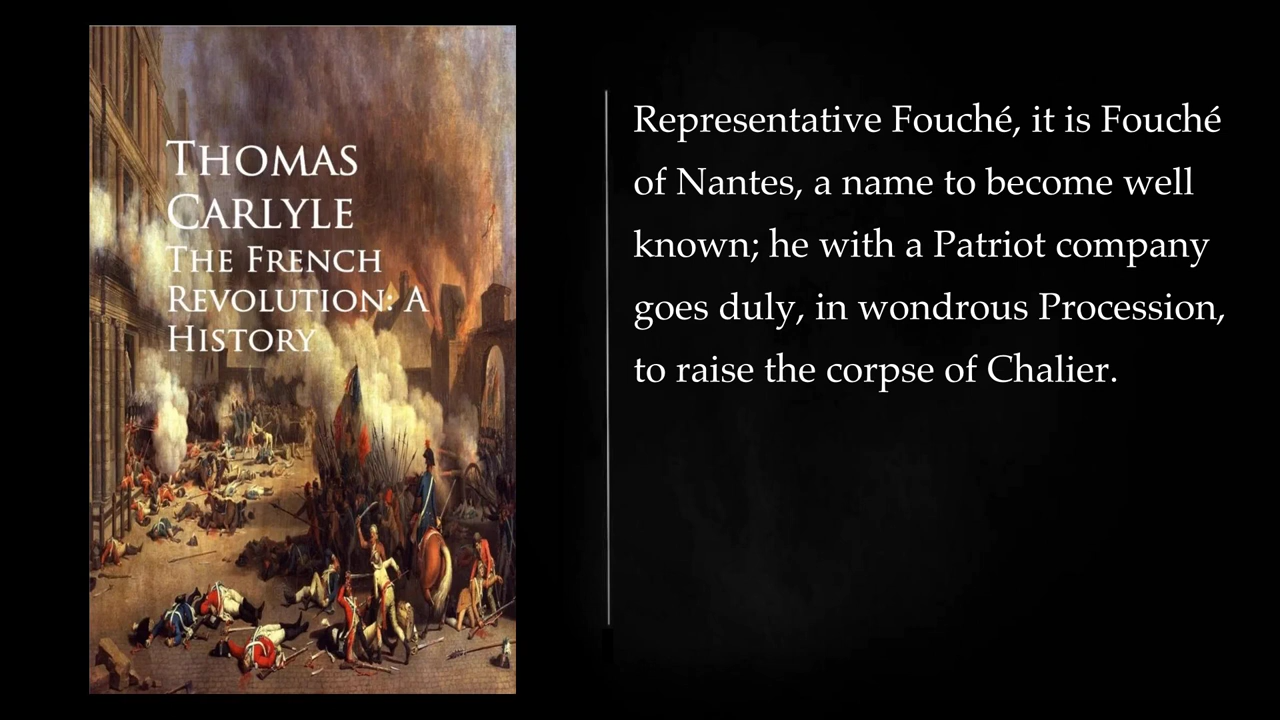 THOMAS
CARLYLE
THE FRENCH
REVOLUTION: A
HISTORY
Representative Fouché, it is Fouché
of Nantes, a name to become well
known; he with a Patriot company
goes duly, in wondrous Procession,
to raise the corpse of Chalier.